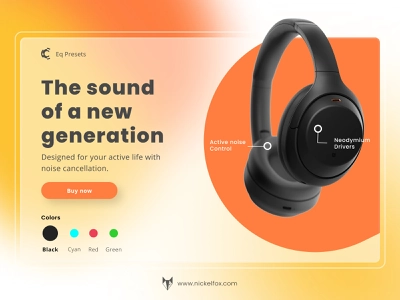 Eq Presets
The sound
of a new
generation
Designed for your active life with
noise cancellation.
Buy now
Active noise
Control
Neodymium
Drivers
Colors
Black Cyan Red Green
www.nickelfox.com